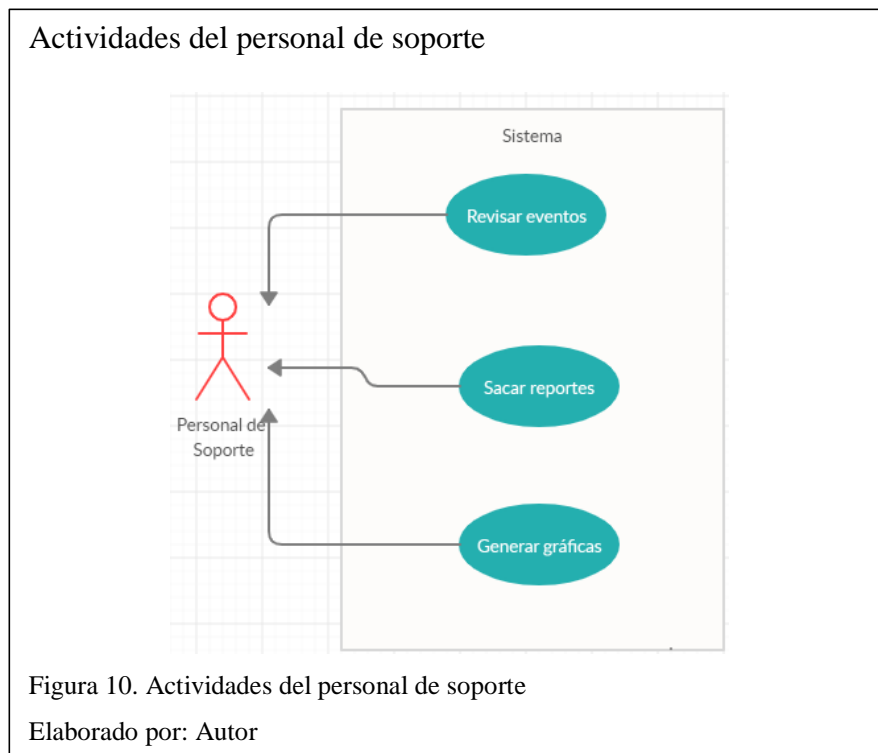 Actividades del personal de soporte
Sistema
Revisar eventos
Sacar reportes
Personal de
Soporte
Generar gráficas
Figura 10. Actividades del personal de soporte
Elaborado por: Autor